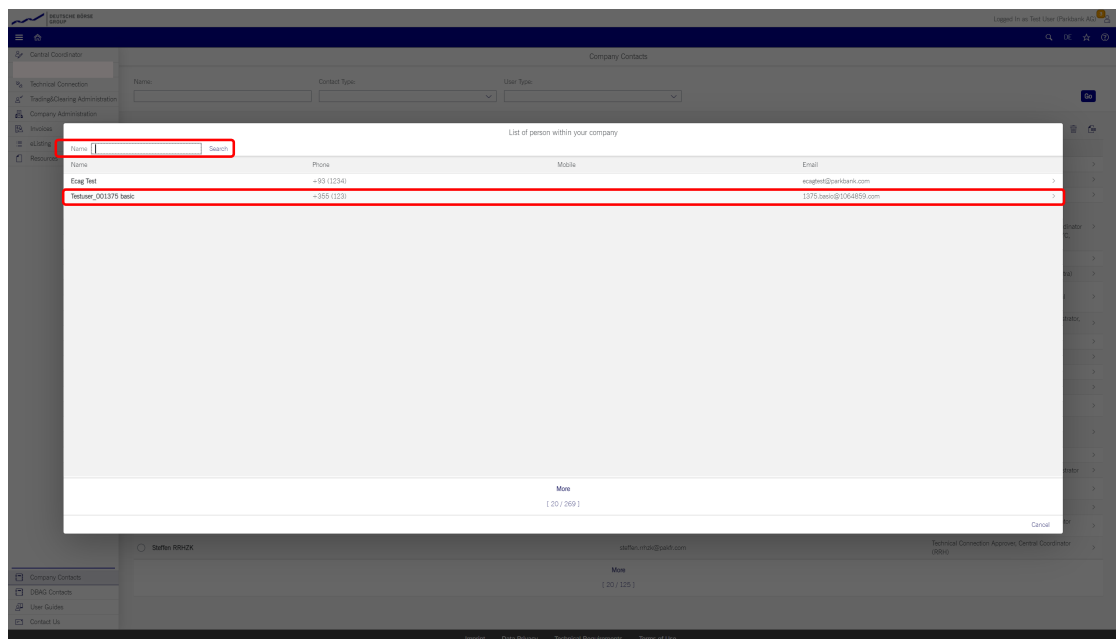 DEUTSCHE BÖRSE
GROUP
Logged In as Test User (Parkbank AG)
DE
Central Coordinator
Company Contacts
Technical Connection
Name:
Contact Type:
User Type:
Trading&Clearing Administration
Go
Company Administration
Invoices
List of person within your company
eListing
Name
Search
Resources
Name
Phone
Mobile
Email
Ecag Test
+93 (1234)
ecagtest@parkbank.com
Testuser_001375 basic
+355 (123)
1375.basic@1064859.com
More
[ 20 / 269 ]
Cancel
Steffen RRHZK
Technical Connection Approver, Central Coordinator
More
[ 20 / 125 ]
Company Contacts
DBAG Contacts
User Guides
Contact Us
Imprint
Data Privacy
Technical Requirements
Terms of Use